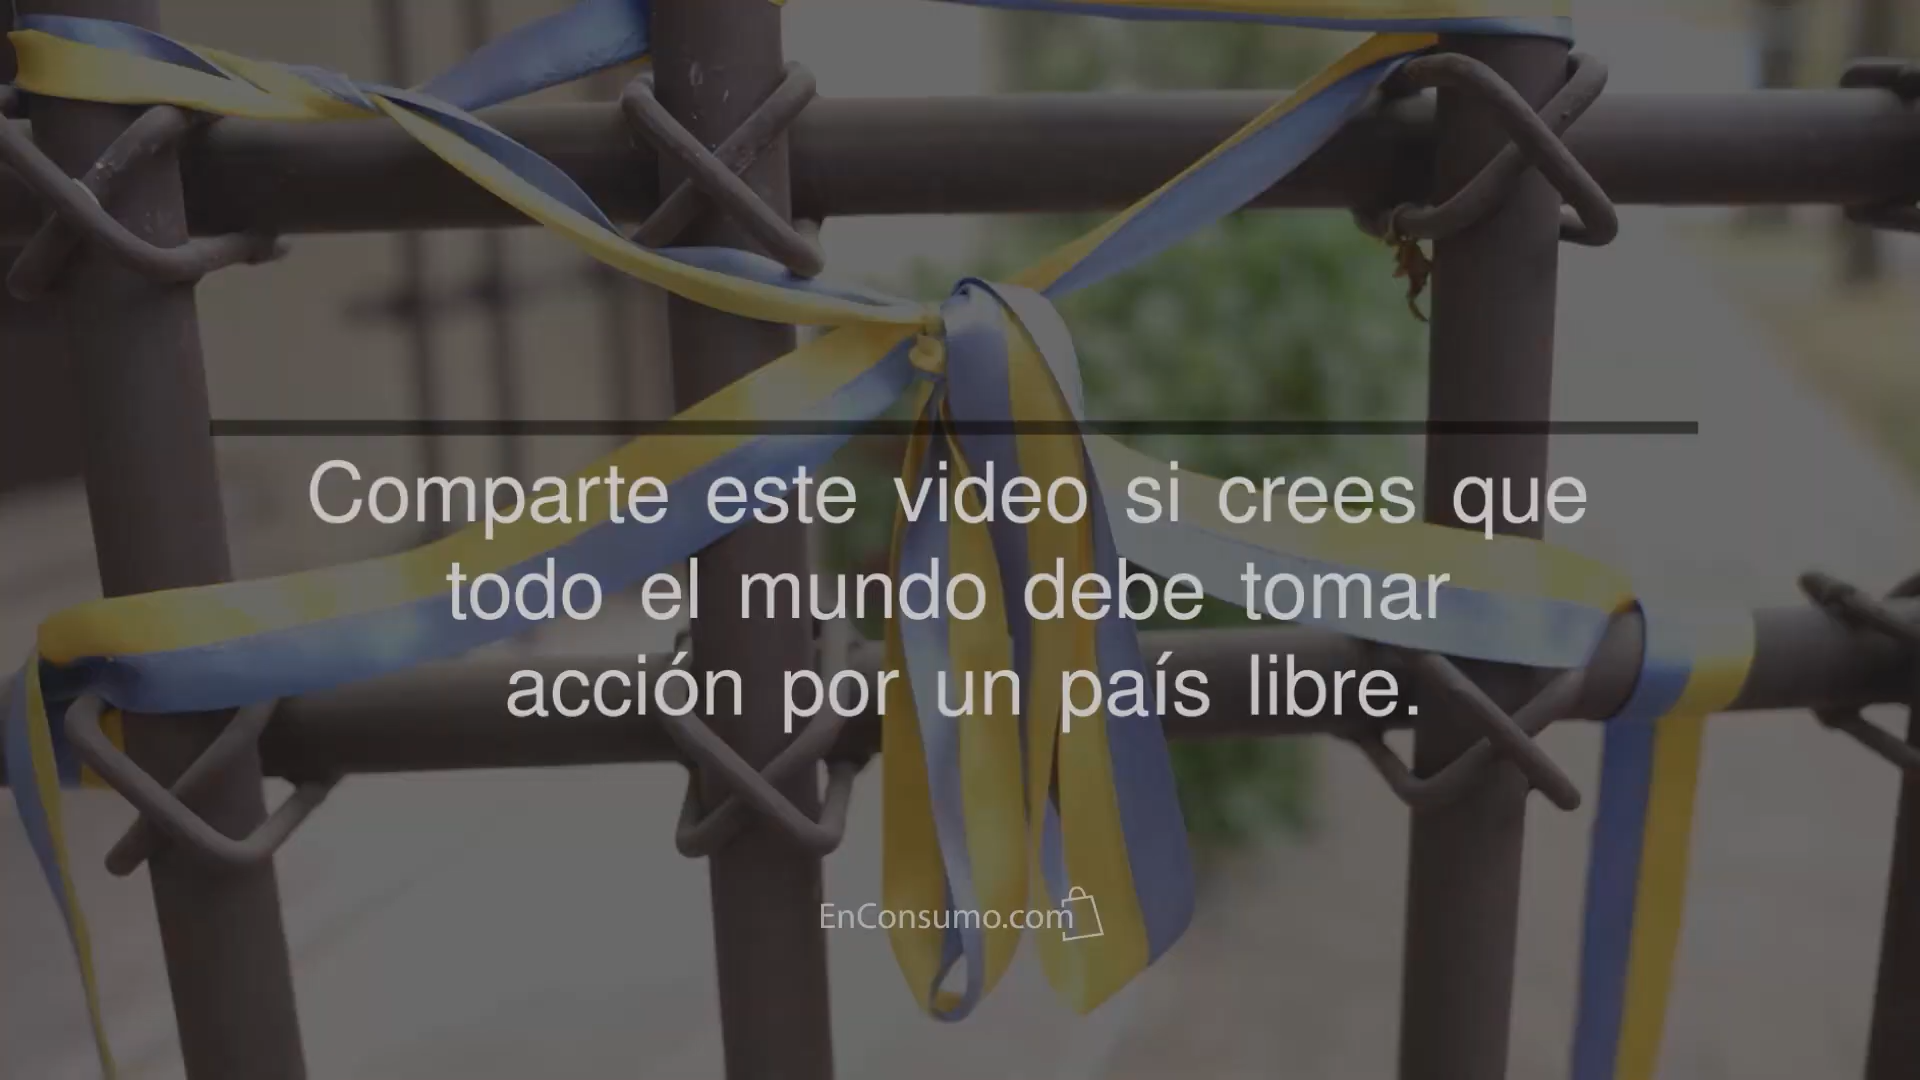 Comparte este video si crees que
todo el mundo debe tomar
acción por un país libre.
EnConsumo.com